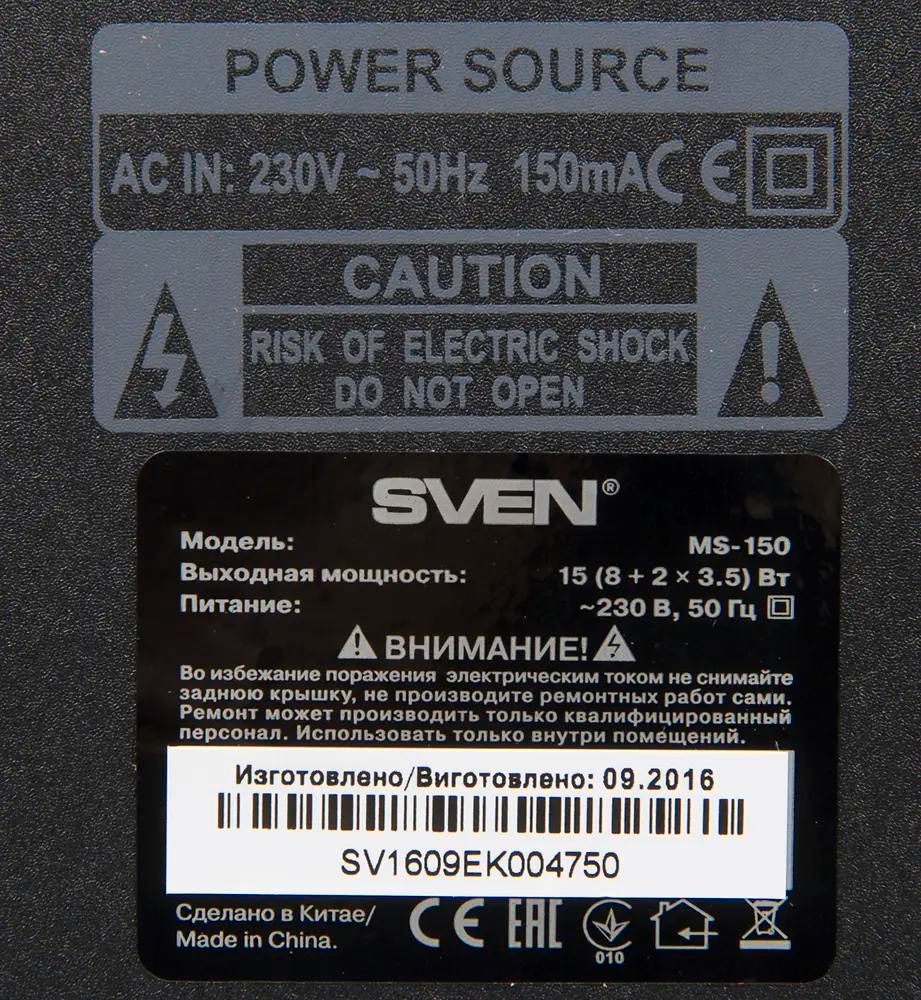 POWER SOURCE
AC IN: 230V ~ 50Hz 150mA CE
CAUTION
RISK OF ELECTRIC SHOCK
DO NOT OPEN
SVEN®
Модель: MS-150
Выходная мощность: 15 (8 + 2 × 3.5) Вт
Питание: ~230 В, 50 Гц
ВНИМАНИЕ!
Во избежание поражения электрическим током не снимайте
заднюю крышку, не производите ремонтных работ сами.
Ремонт может производить только квалифицированный
персонал. Использовать только внутри помещений.
Изготовлено/Виготовлено: 09.2016
SV1609EK004750
Сделано в Китае/
Made in China.
CE EAC
010